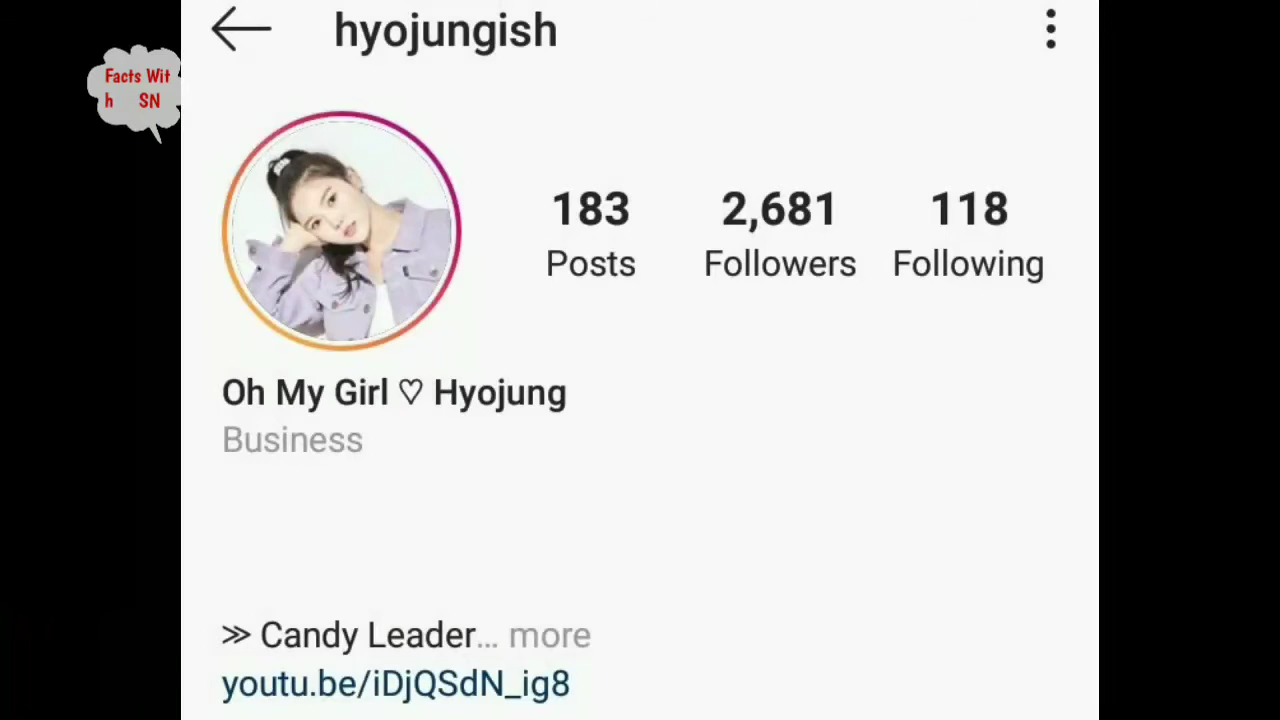 hyojungish
Facts Wit
h SN
183 2,681 118
Posts Followers Following
Oh My Girl ♡ Hyojung
Business
≫ Candy Leader... more
youtu.be/iDjQSdN_ig8